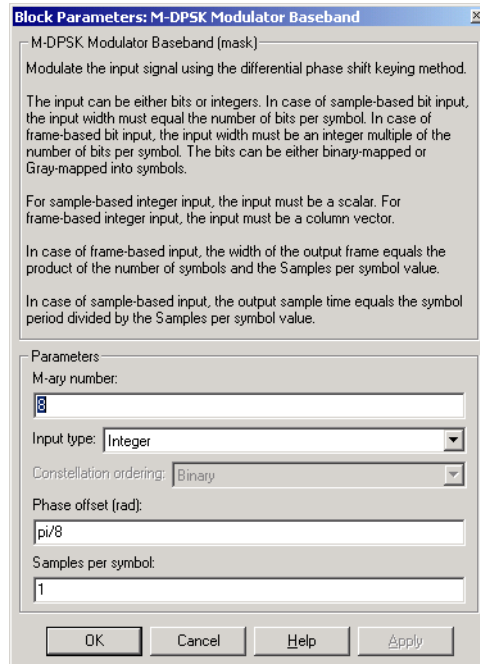 Block Parameters: M-DPSK Modulator Baseband
M-DPSK Modulator Baseband (mask)
Modulate the input signal using the differential phase shift keying method.
The input can be either bits or integers. In case of sample-based bit input,
the input width must equal the number of bits per symbol. In case of
frame-based bit input, the input width must be an integer multiple of the
number of bits per symbol. The bits can be either binary-mapped or
Gray-mapped into symbols.
For sample-based integer input, the input must be a scalar. For
frame-based integer input, the input must be a column vector.
In case of frame-based input, the width of the output frame equals the
product of the number of symbols and the Samples per symbol value.
In case of sample-based input, the output sample time equals the symbol
period divided by the Samples per symbol value.
Parameters
M-ary number:
8
Input type: Integer
Constellation ordering: Binary
Phase offset (rad):
pi/8
Samples per symbol:
1
OK Cancel Help Apply